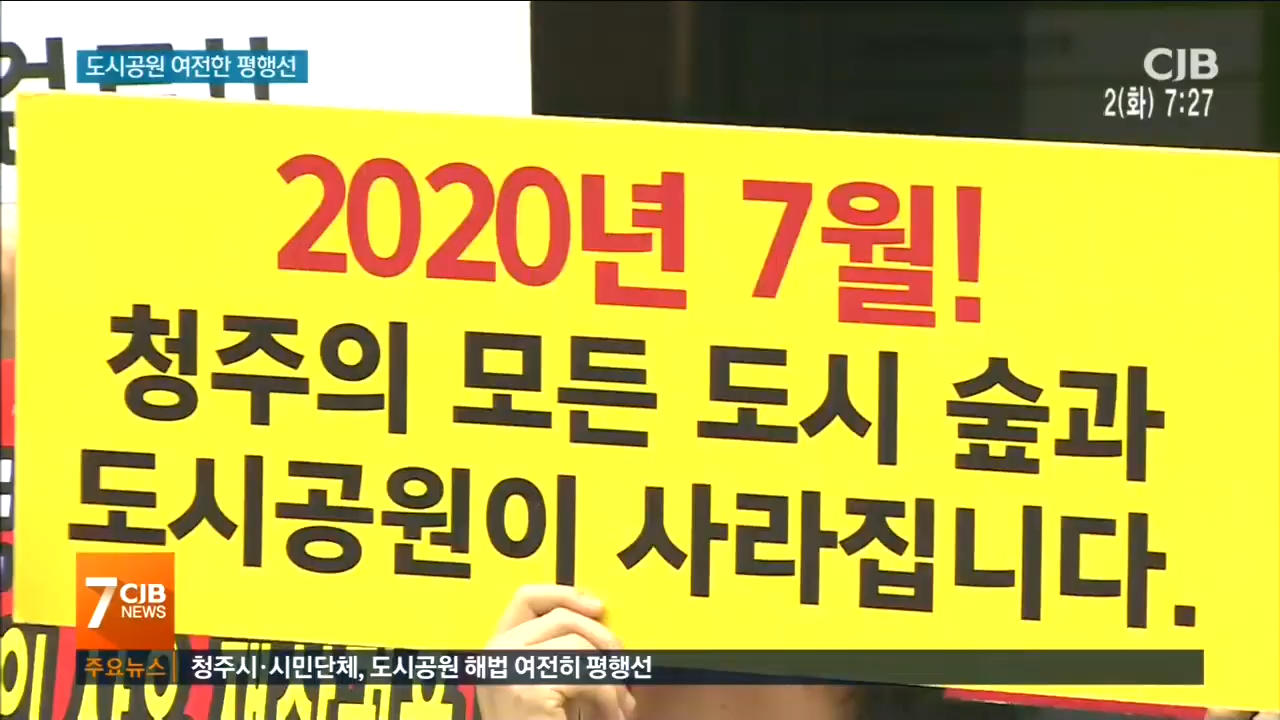 도시공원 여전한 평행선
CJB
2(화) 7:27
2020년 7월!
청주의 모든 도시 숲과
도시공원이 사라집니다.
7 CJB
NEWS
주요뉴스 청주시·시민단체, 도시공원 해법 여전히 평행선